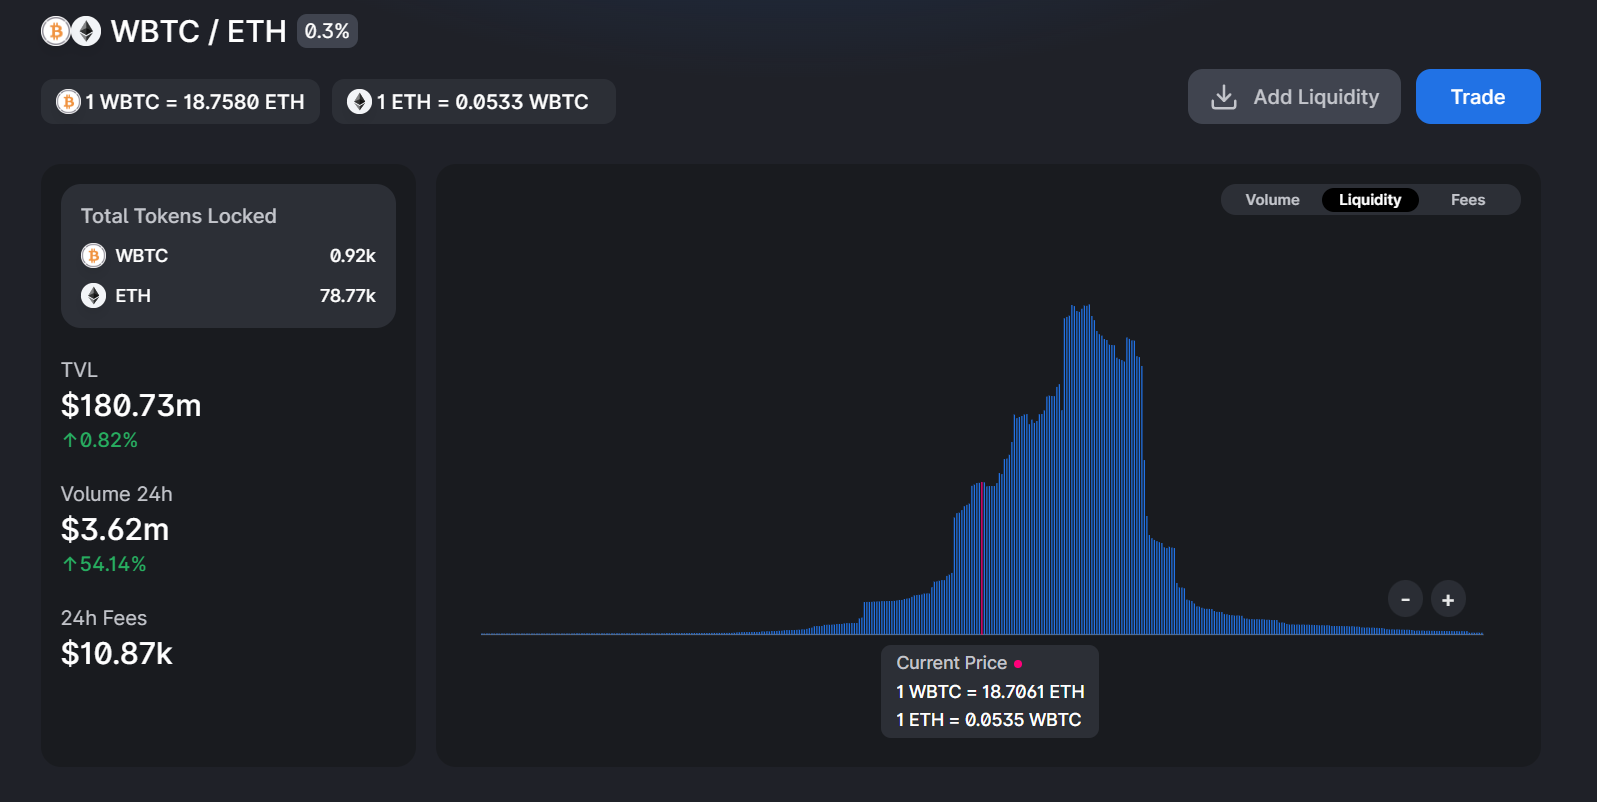 WBTC / ETH 0.3%
1 WBTC = 18.7580 ETH
1 ETH = 0.0533 WBTC
Add Liquidity
Trade
Total Tokens Locked
WBTC 0.92k
ETH 78.77k
TVL
$180.73m
↑0.82%
Volume 24h
$3.62m
↑54.14%
24h Fees
$10.87k
Volume Liquidity Fees
- +
Current Price
1 WBTC = 18.7061 ETH
1 ETH = 0.0535 WBTC